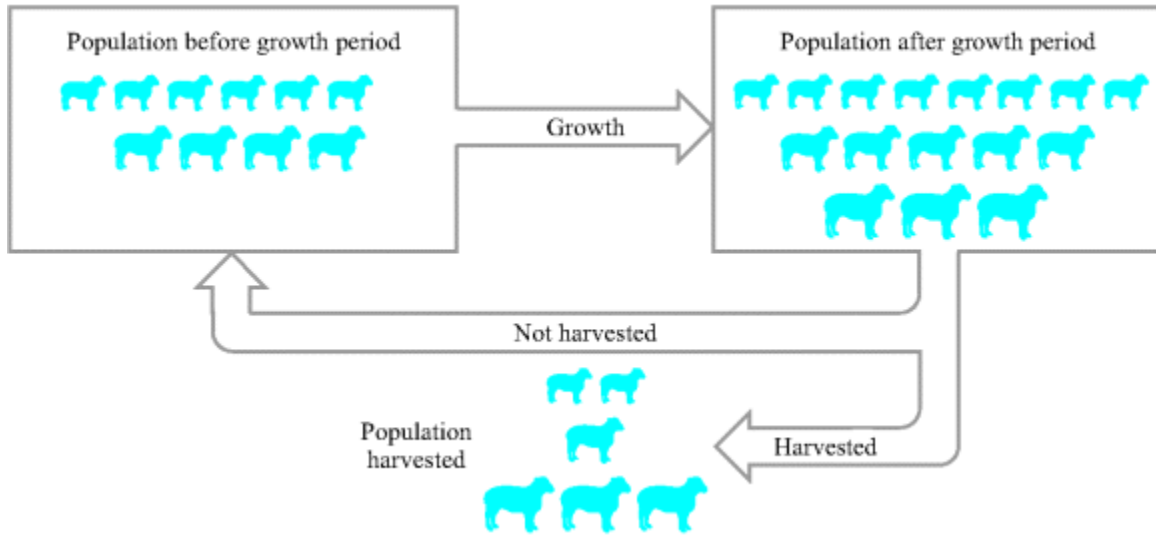 Population before growth period
Population after growth period
Growth
Not harvested
Population
harvested
Harvested